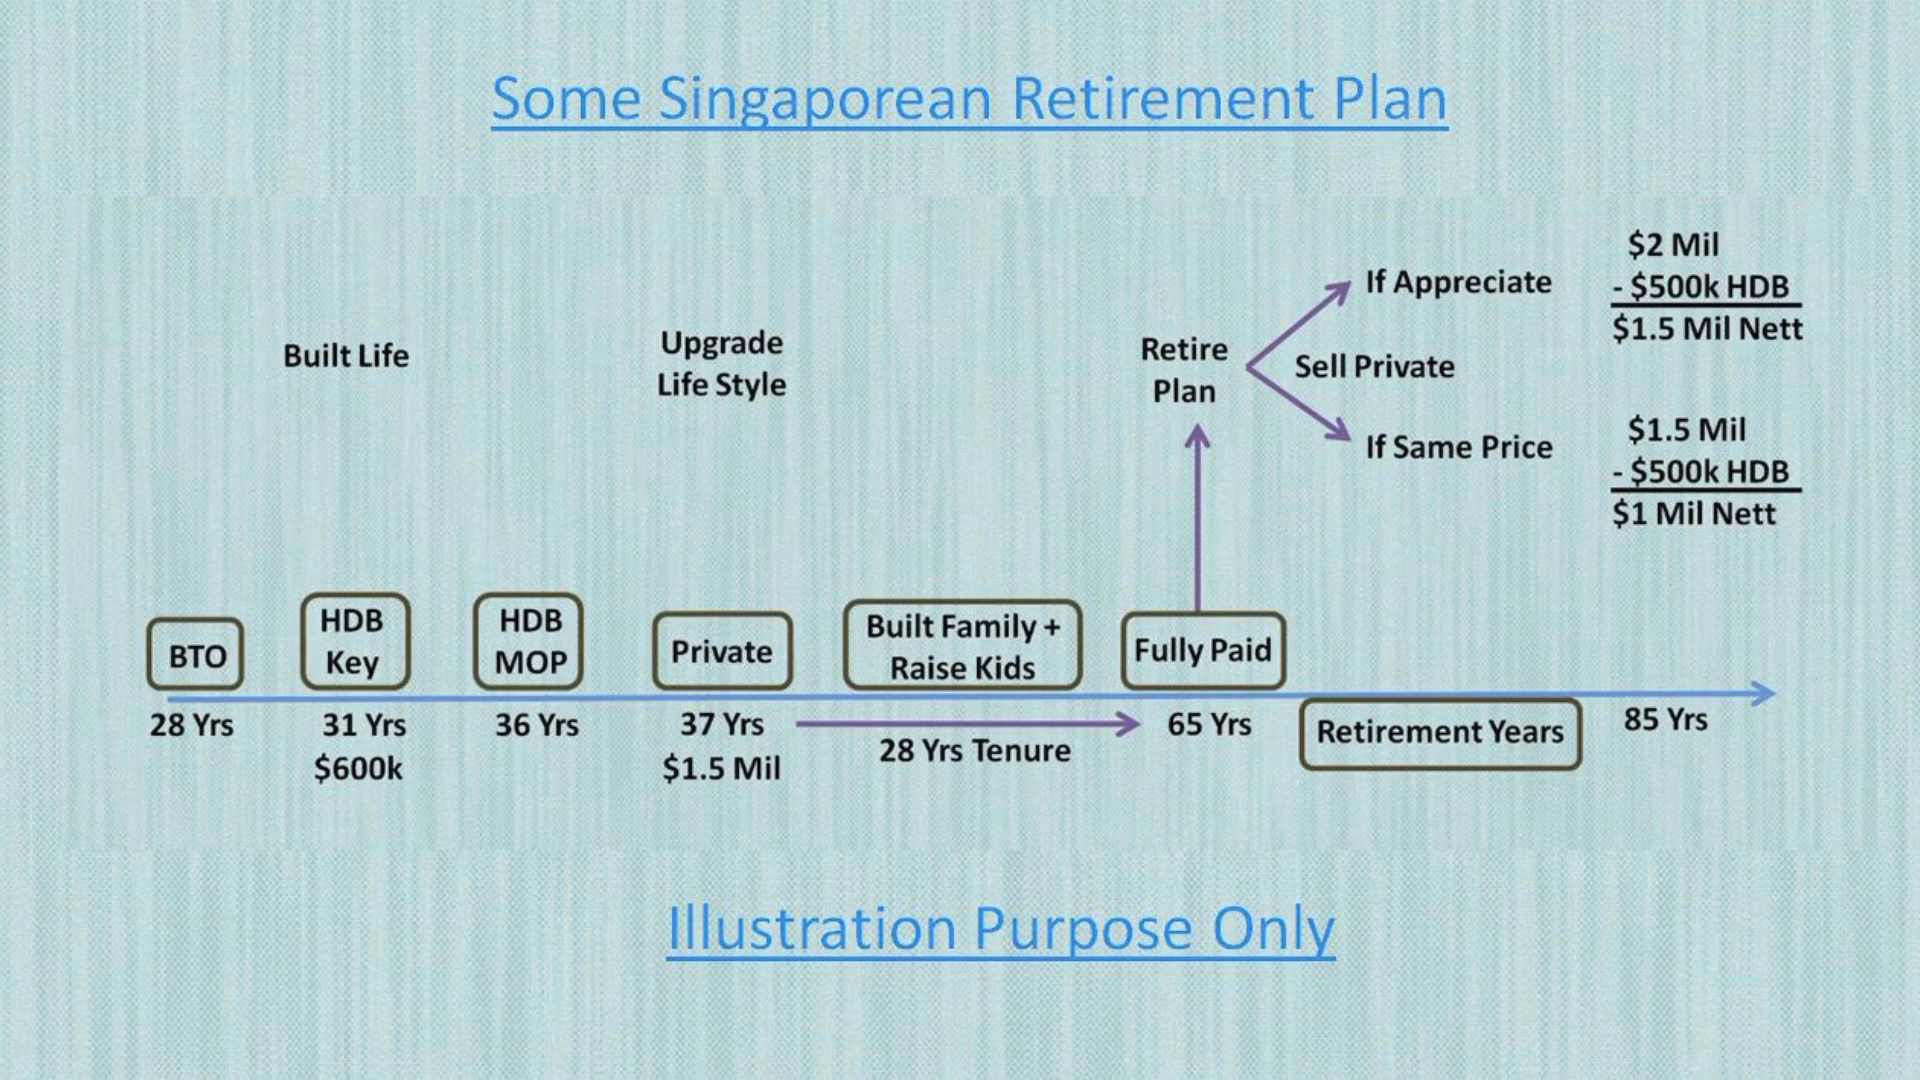 Some Singaporean Retirement Plan
Built Life
Upgrade
Life Style
Retire
Plan
If Appreciate
Sell Private
If Same Price
$2 Mil
- $500k HDB
$1.5 Mil Nett
$1.5 Mil
- $500k HDB
$1 Mil Nett
BTO
HDB
Key
HDB
MOP
Private
Built Family +
Raise Kids
Fully Paid
28 Yrs
31 Yrs
$600k
36 Yrs
37 Yrs
$1.5 Mil
28 Yrs Tenure
65 Yrs
Retirement Years
85 Yrs
Illustration Purpose Only